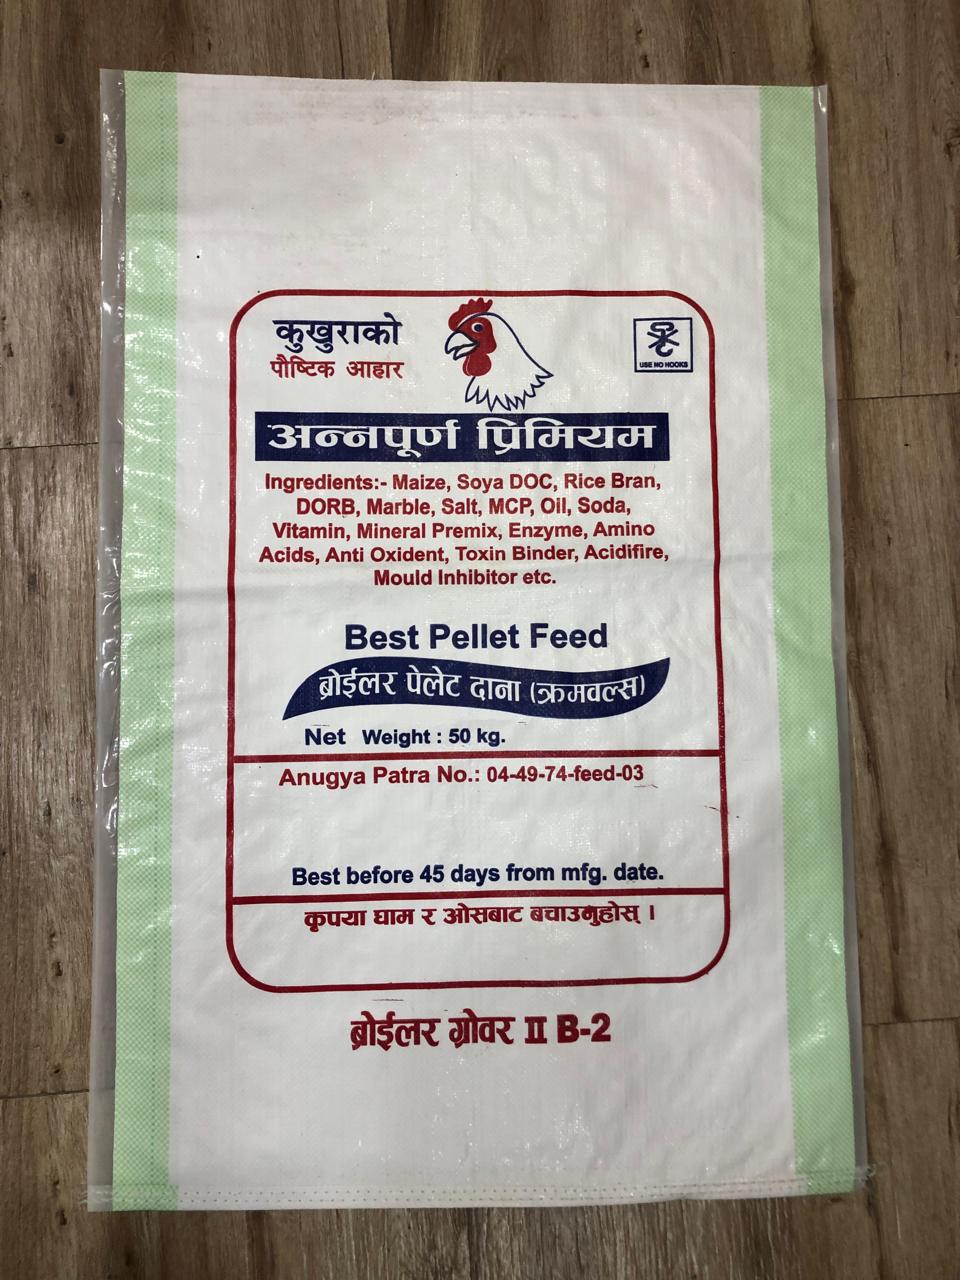 कुखुराको
पौष्टिक आहार
USE NO HOOKS
अन्नपूर्ण प्रिमियम
Ingredients:- Maize, Soya DOC, Rice Bran,
DORB, Marble, Salt, MCP, Oil, Soda,
Vitamin, Mineral Premix, Enzyme, Amino
Acids, Anti Oxident, Toxin Binder, Acidifire,
Mould Inhibitor etc.
Best Pellet Feed
ब्रोईलर पेलेट दाना (क्रमवल्स)
Net Weight : 50 kg.
Anugya Patra No.: 04-49-74-feed-03
Best before 45 days from mfg. date.
कृपया घाम र ओसबाट बचाउनुहोस् ।
ब्रोईलर ग्रोवर II B-2